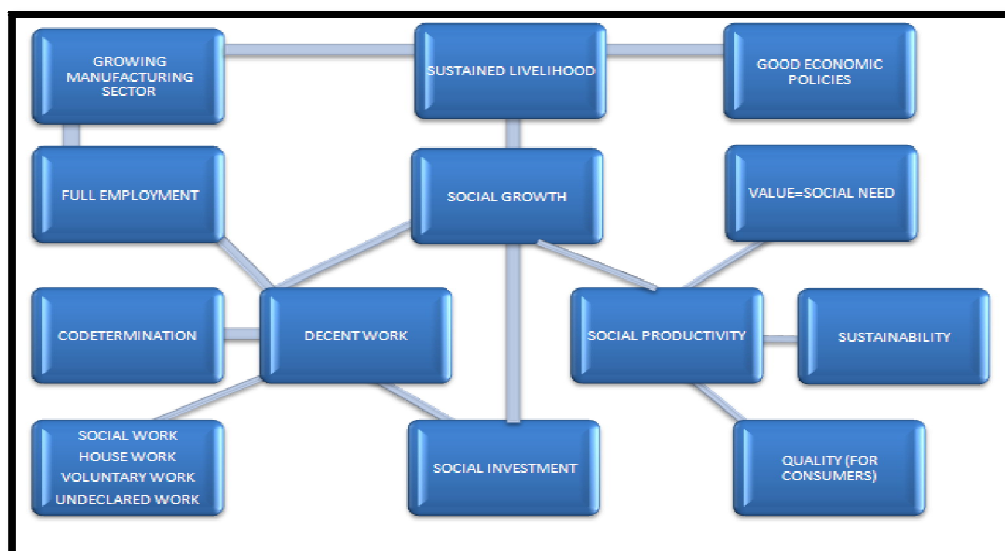 GROWING
MANUFACTURING
SECTOR
SUSTAINED LIVELIHOOD
GOOD ECONOMIC
POLICIES
FULL EMPLOYMENT
SOCIAL GROWTH
VALUE=SOCIAL NEED
CODETERMINATION
DECENT WORK
SOCIAL PRODUCTIVITY
SUSTAINABILITY
SOCIAL WORK
HOUSE WORK
VOLUNTARY WORK
UNDECLARED WORK
SOCIAL INVESTMENT
QUALITY (FOR
CONSUMERS)